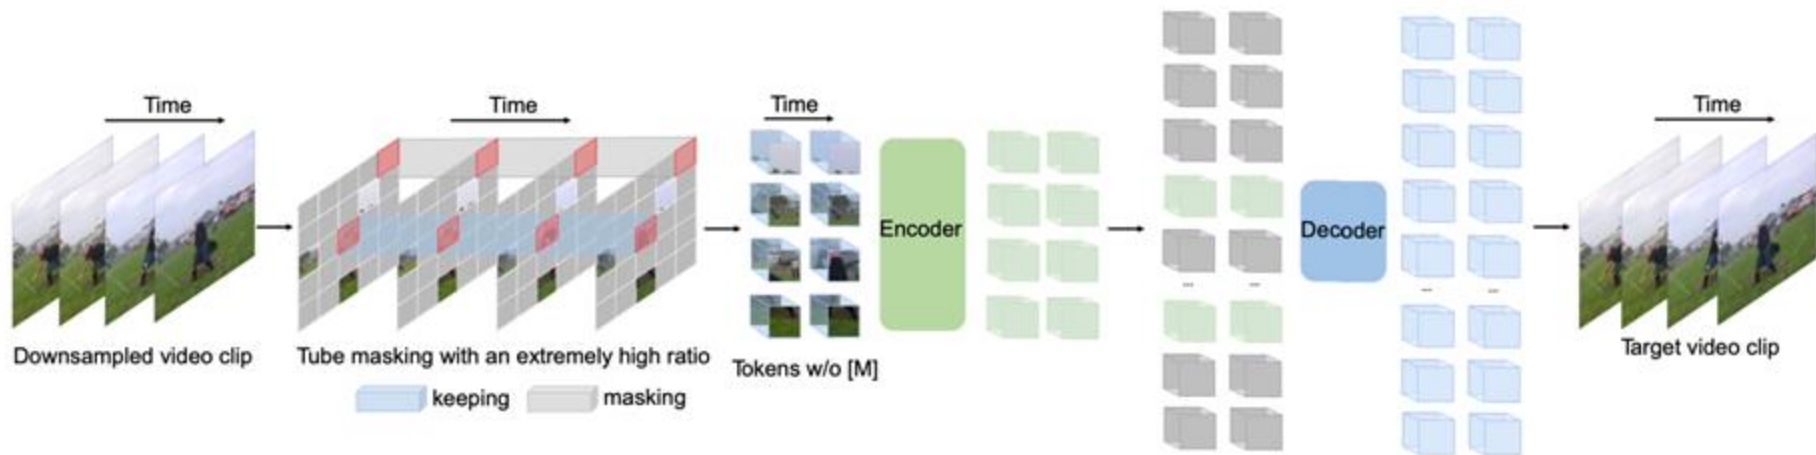 Time
Time
Time
Time
Encoder
Decoder
...
...
...
...
Downsampled video clip
Tube masking with an extremely high ratio
Tokens w/o [M]
Target video clip
keeping
masking